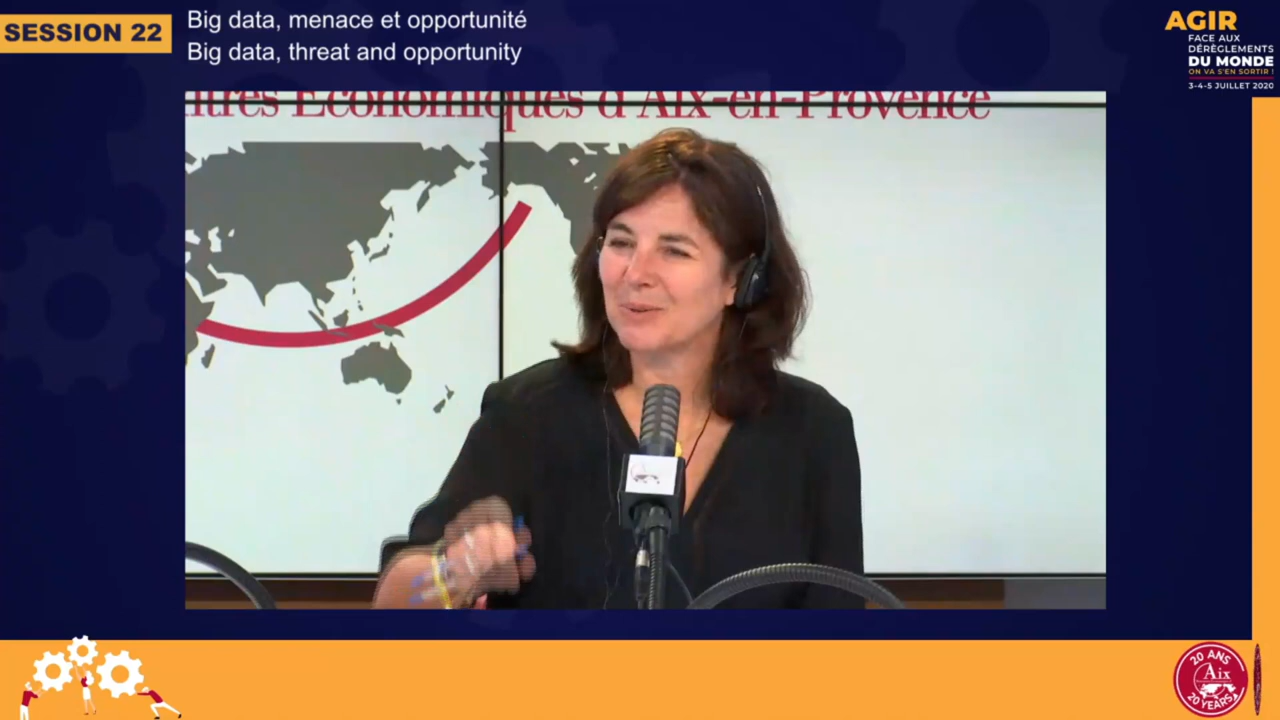 SESSION 22
Big data, menace et opportunité
Big data, threat and opportunity
AGIR
FACE AUX
DÉRÈGLEMENTS
DU MONDE
ON VA S'EN SORTIR !
3-4-5 JUILLET 2020
ntres Économiques d'Aix-en-Provence
20 ANS
Aix
20 YEARS